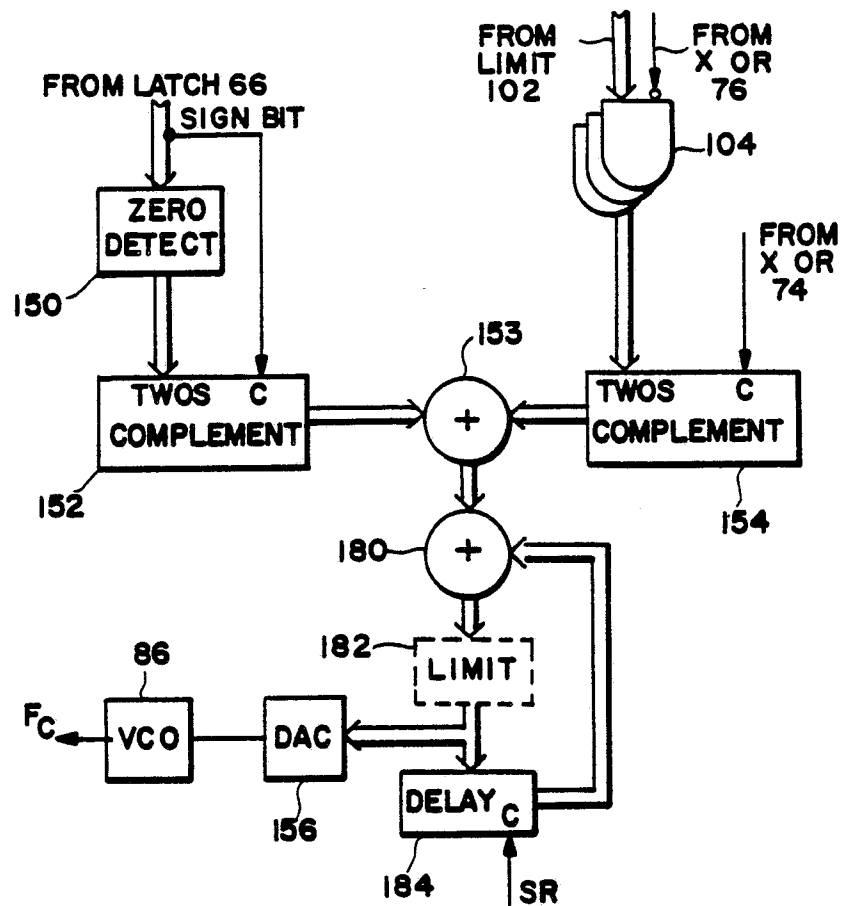 FROM LATCH 66
SIGN BIT
ZERO
DETECT
150
TWOS C
COMPLEMENT
152
FROM
LIMIT
102
FROM
X OR
76
104
FROM
X OR
74
153
+
TWOS C
COMPLEMENT
154
180
+
182
LIMIT
86
FC
VCO
DAC
156
DELAY C
184
SR